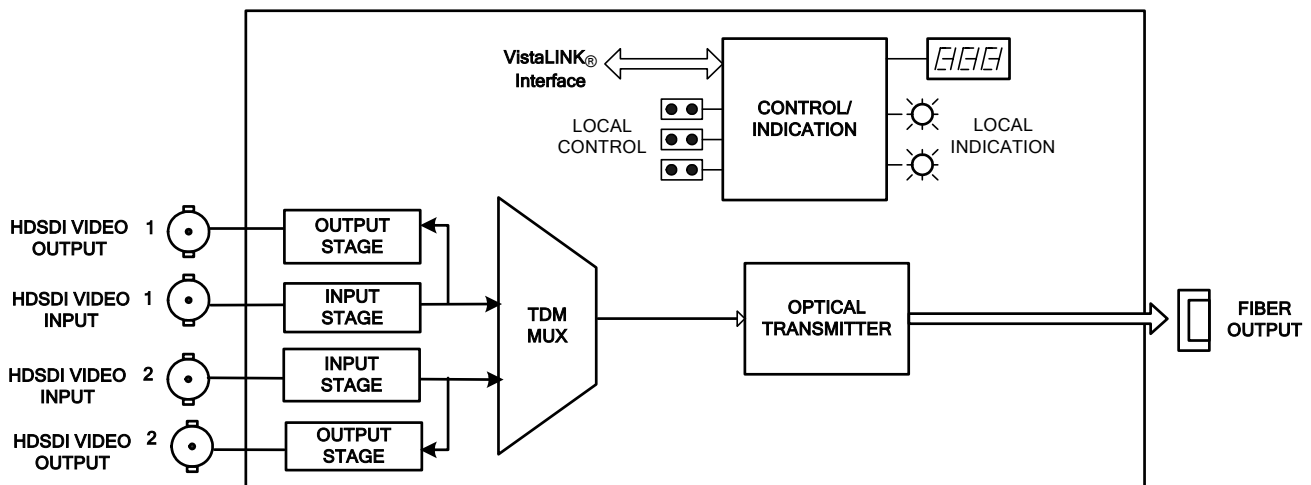 VistaLINK®
Interface
LOCAL
CONTROL
CONTROL/
INDICATION
LOCAL
INDICATION
HDSDI VIDEO 1
OUTPUT
OUTPUT
STAGE
HDSDI VIDEO 1
INPUT
INPUT
STAGE
TDM
MUX
OPTICAL
TRANSMITTER
FIBER
OUTPUT
HDSDI VIDEO 2
INPUT
INPUT
STAGE
HDSDI VIDEO 2
OUTPUT
OUTPUT
STAGE